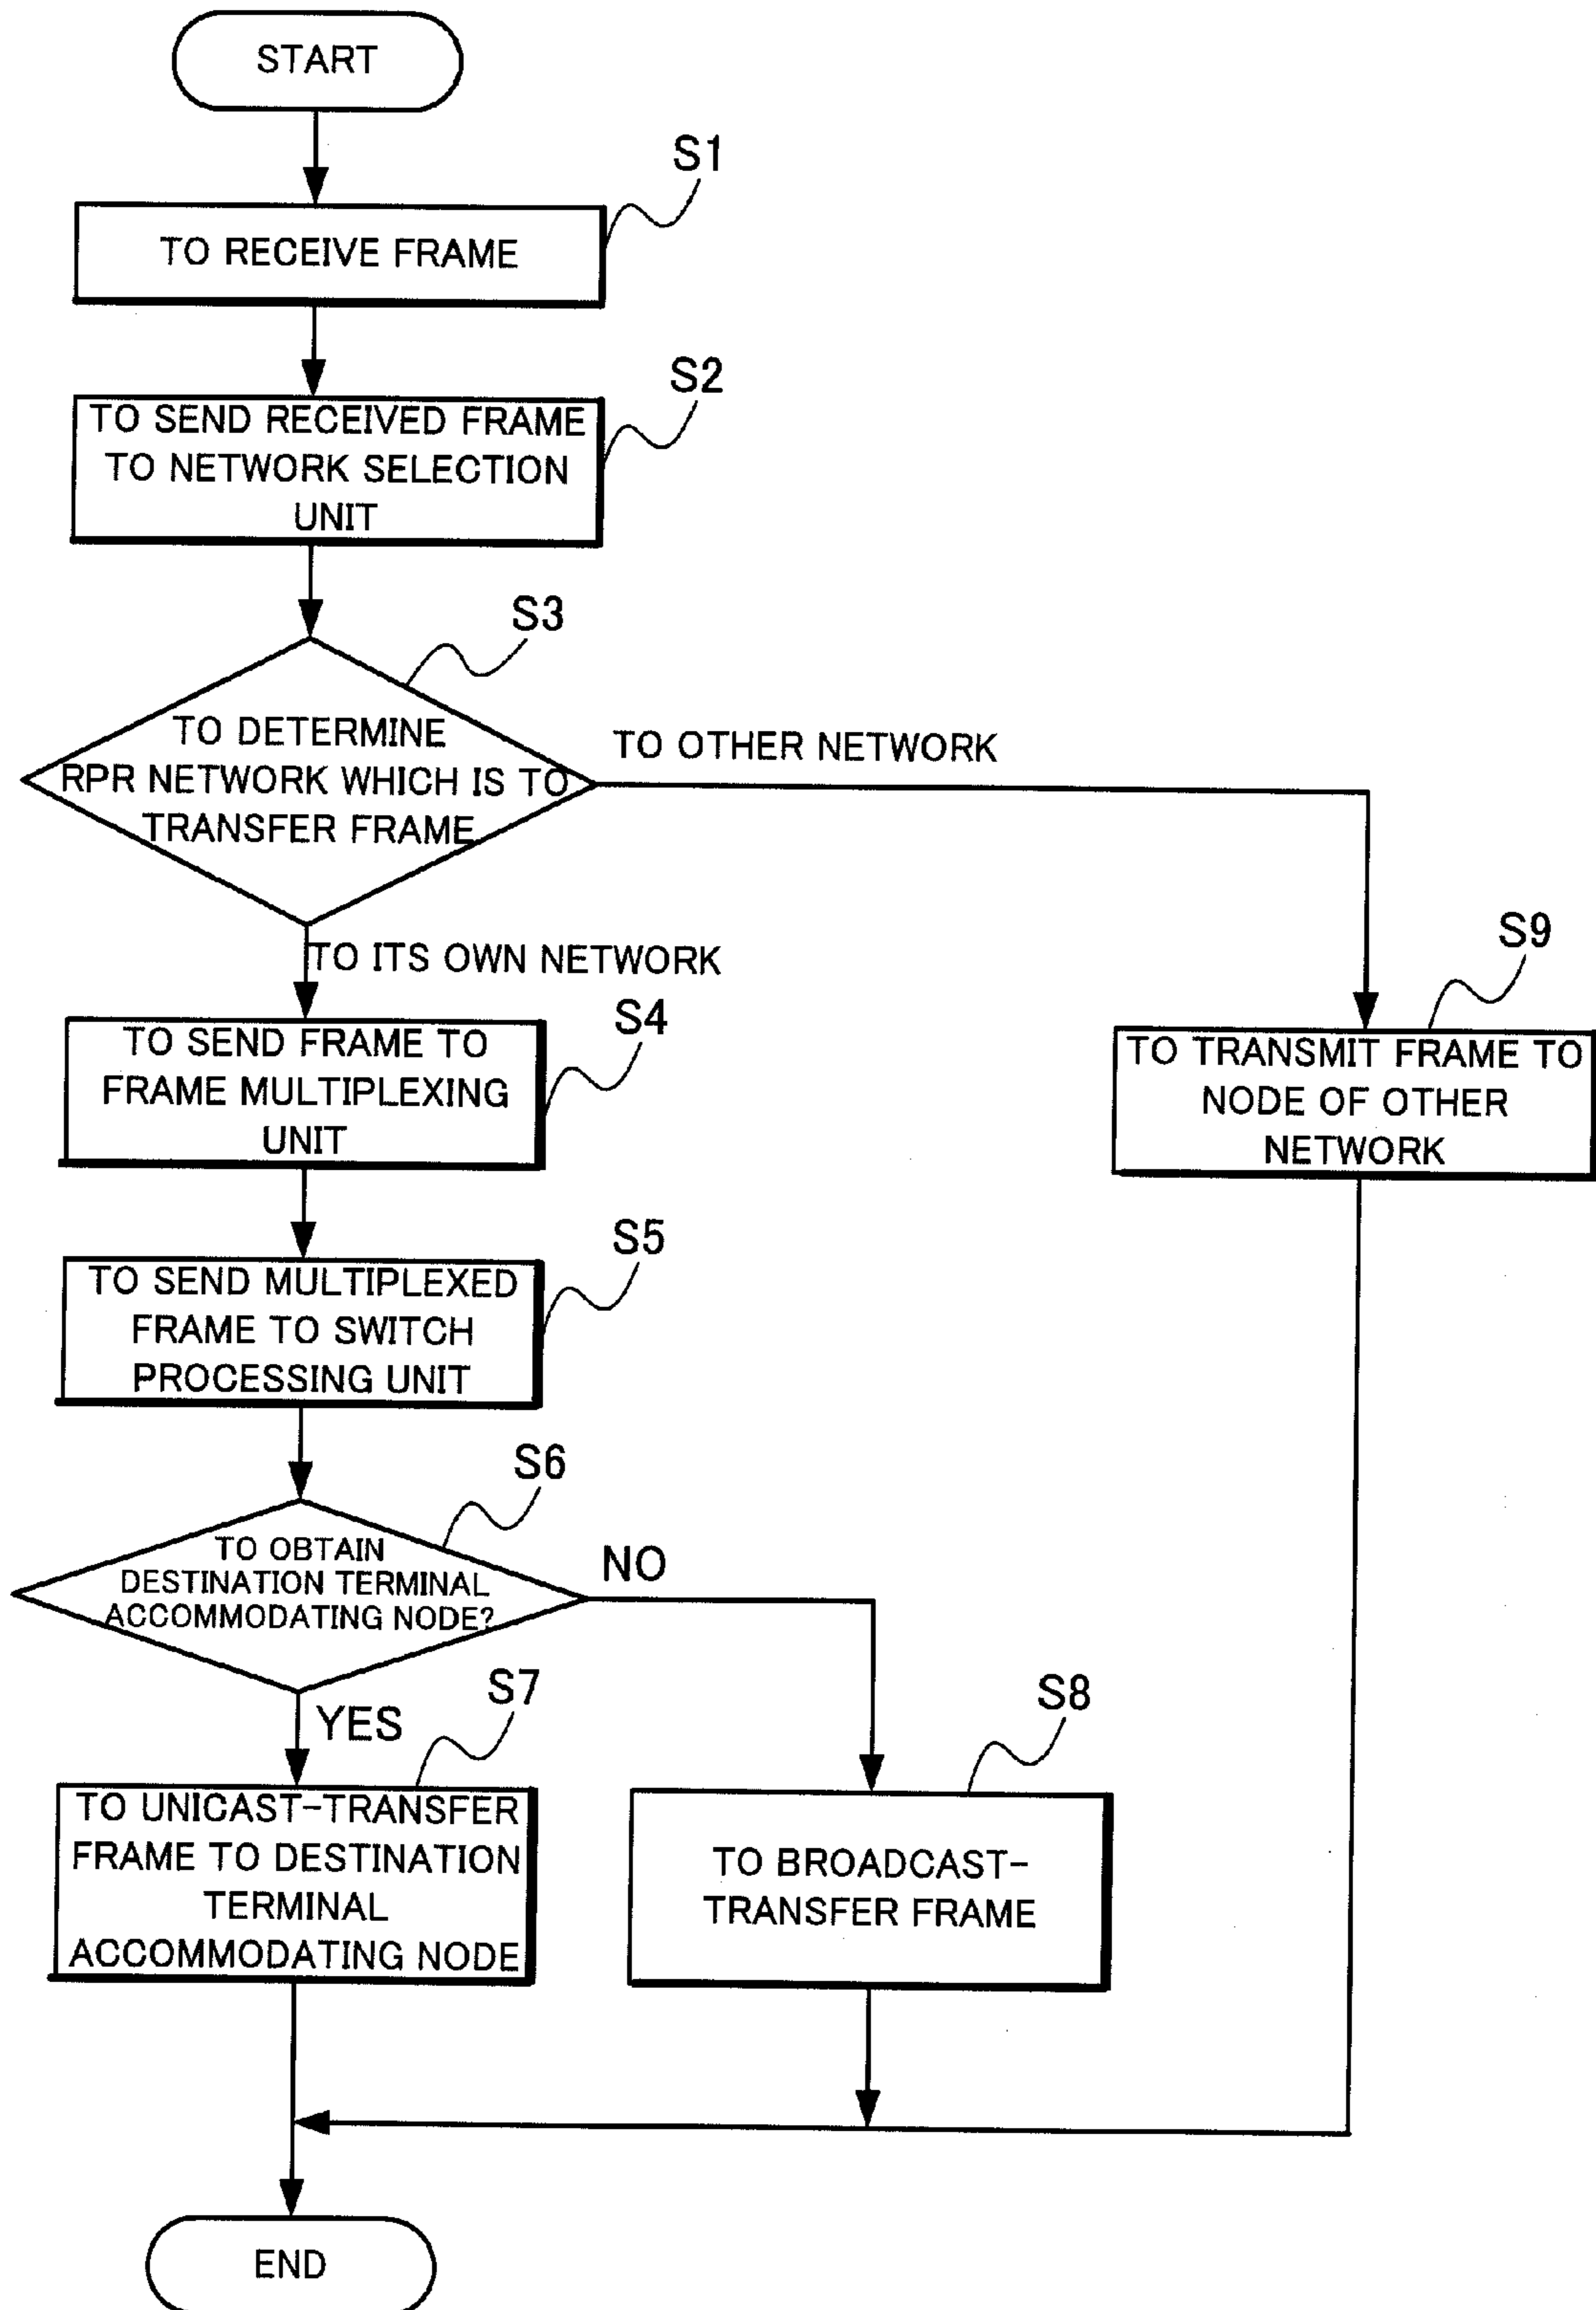 START
S1
TO RECEIVE FRAME
S2
TO SEND RECEIVED FRAME
TO NETWORK SELECTION
UNIT
S3
TO DETERMINE
RPR NETWORK WHICH IS TO
TRANSFER FRAME
TO OTHER NETWORK
TO ITS OWN NETWORK
S4
TO SEND FRAME TO
FRAME MULTIPLEXING
UNIT
S9
TO TRANSMIT FRAME TO
NODE OF OTHER
NETWORK
S5
TO SEND MULTIPLEXED
FRAME TO SWITCH
PROCESSING UNIT
S6
TO OBTAIN
DESTINATION TERMINAL
ACCOMMODATING NODE?
NO
YES
S7
TO UNICAST-TRANSFER
FRAME TO DESTINATION
TERMINAL
ACCOMMODATING NODE
S8
TO BROADCAST-
TRANSFER FRAME
END